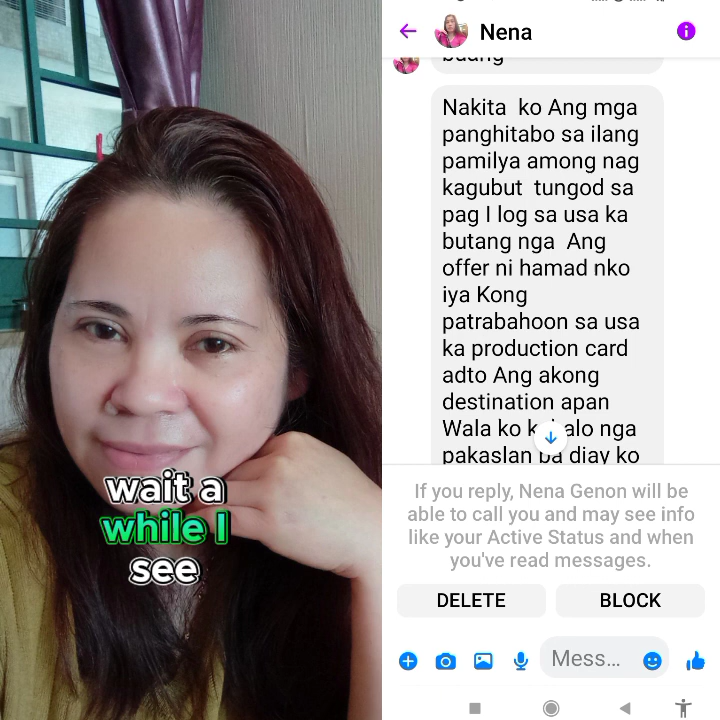 wait a
while I
see
Nena
Nakita ko Ang mga
panghitabo sa ilang
pamilya among nag
kagubut tungod sa
pag I log sa usa ka
butang nga Ang
offer ni hamad nko
iya Kong
patrabahoon sa usa
ka production card
adto Ang akong
destination apan
Wala ko nga
pakaslan pa diay ko
If you reply, Nena Genon will be
able to call you and may see info
like your Active Status and when
you've read messages.
DELETE
BLOCK
Mess...